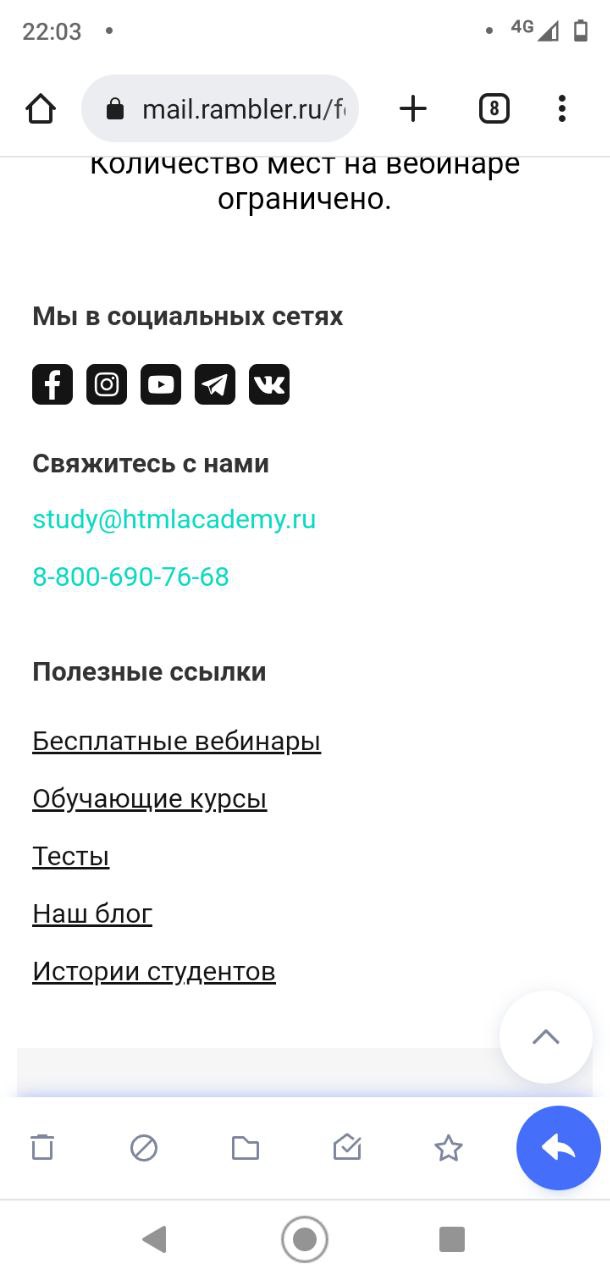 22:03
4G
mail.rambler.ru/f
8
Количество мест на вебинаре
ограничено.
Мы в социальных сетях
Свяжитесь с нами
study@htmlacademy.ru
8-800-690-76-68
Полезные ссылки
Бесплатные вебинары
Обучающие курсы
Тесты
Наш блог
Истории студентов